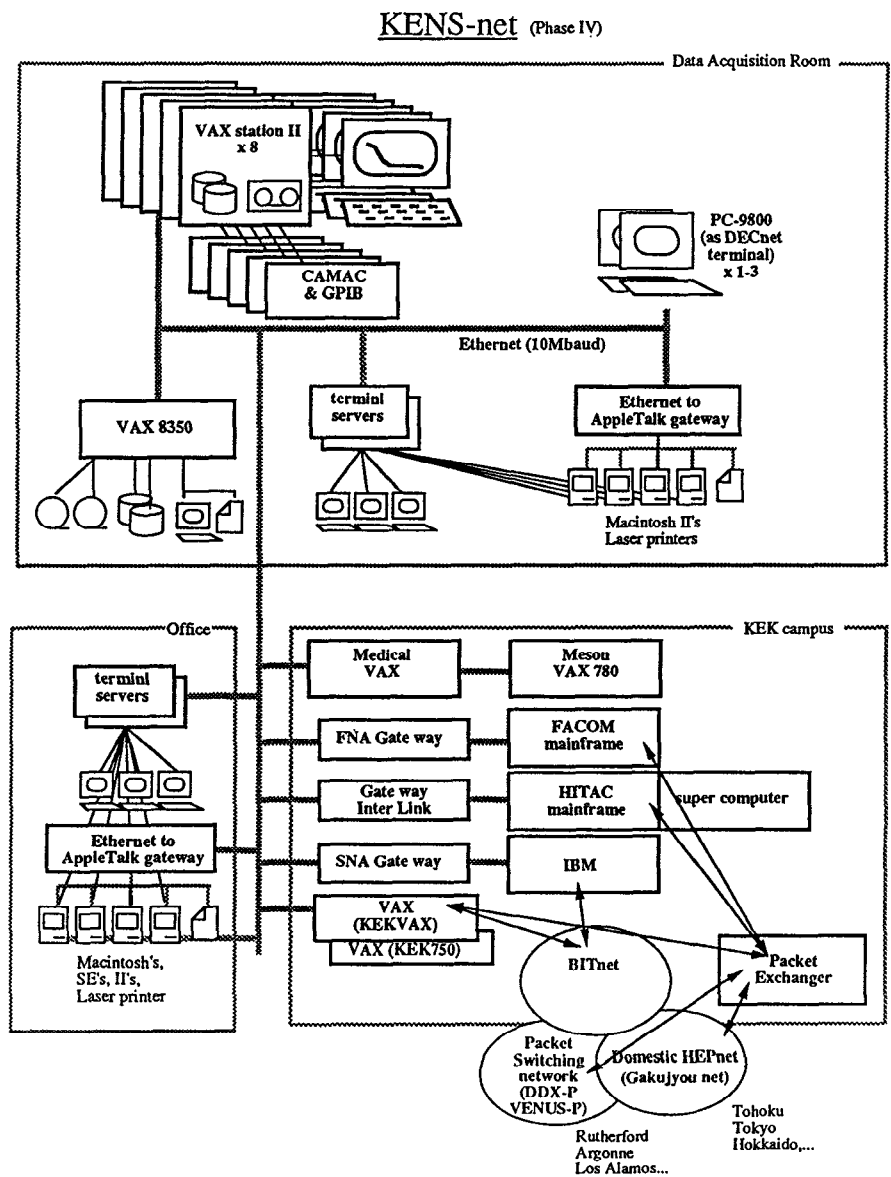 KENS-net (Phase IV)
Data Acquisition Room
VAX station II
x 8
PC-9800
(as DECnet
terminal)
x 1-3
CAMAC
& GPIB
Ethernet (10Mbaud)
VAX 8350
termini
servers
Ethernet to
AppleTalk gateway
Macintosh II's
Laser printers
Office
KEK campus
termini
servers
Medical
VAX
Meson
VAX 780
FNA Gate way
FACOM
mainframe
Gate way
Inter Link
HITAC
mainframe
super computer
Ethernet to
AppleTalk gateway
SNA Gate way
IBM
VAX
(KEKVAX)
VAX (KEK750)
Macintosh's,
SE's, II's,
Laser printer
BITnet
Packet
Exchanger
Packet
Switching
network
(DDX-P
VENUS-P)
Domestic HEPnet
(Gakujyou net)
Rutherford
Argonne
Los Alamos...
Tohoku
Tokyo
Hokkaido,...